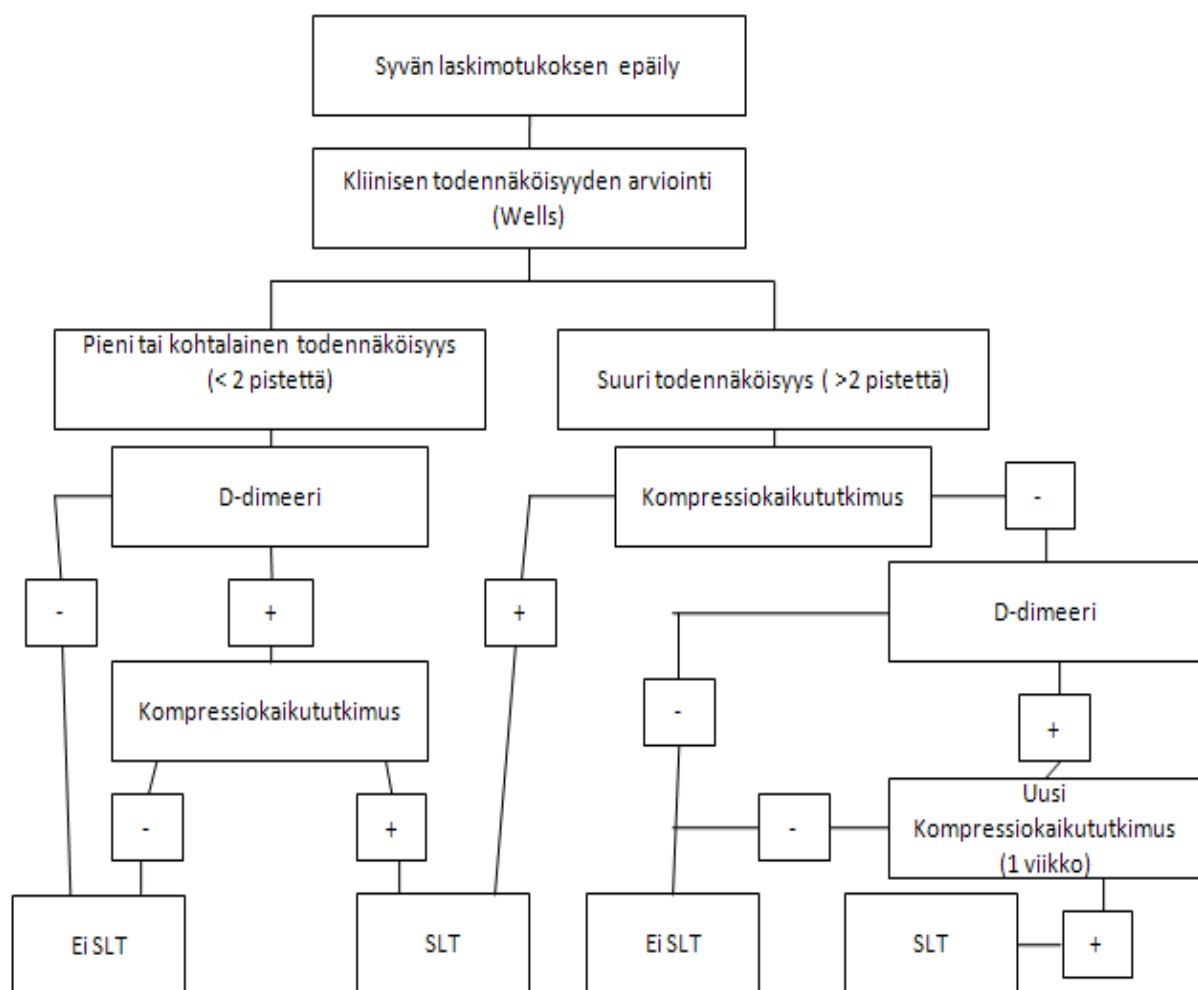 Syvän laskimotukoksen epäily
Kliinisen todennäköisyyden arviointi
(Wells)
Pieni tai kohtalainen todennäköisyys
(< 2 pistettä)
Suuri todennäköisyys ( >2 pistettä)
D-dimeeri
Kompressiokaikututkimus
-
-
+
+
D-dimeeri
Kompressiokaikututkimus
-
+
-
+
-
Uusi
Kompressiokaikututkimus
(1 viikko)
Ei SLT
SLT
Ei SLT
SLT
+